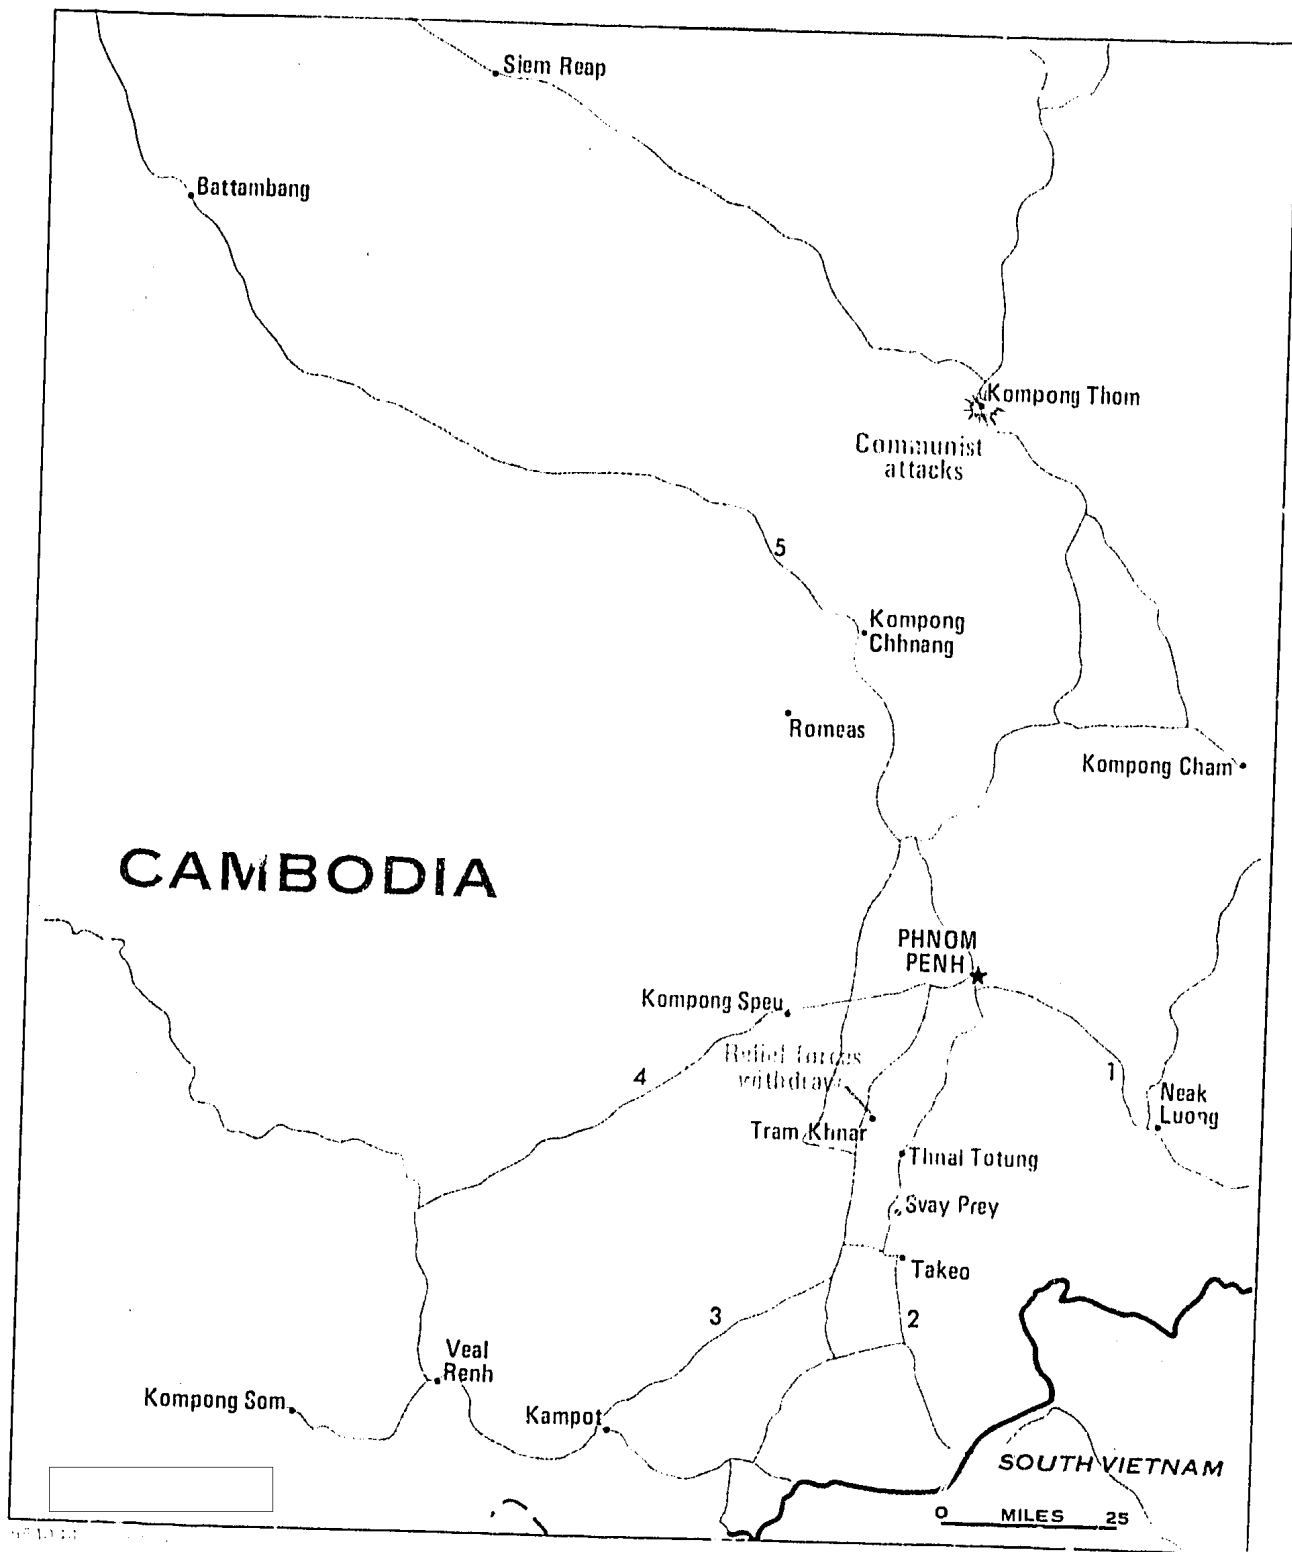 Siem Reap
Battambang
Kompong Thom
Communist
attacks
5
Kompong
Chhnang
Romeas
Kompong Cham
CAMBODIA
PHNOM
PENH
Kompong Speu
Relief forces
withdraw
4
1
Neak
Luong
Tram Khnar
Thnal Totung
Svay Prey
Takeo
3
2
Veal
Renh
Kompong Som
Kampot
SOUTH VIETNAM
0 MILES 25